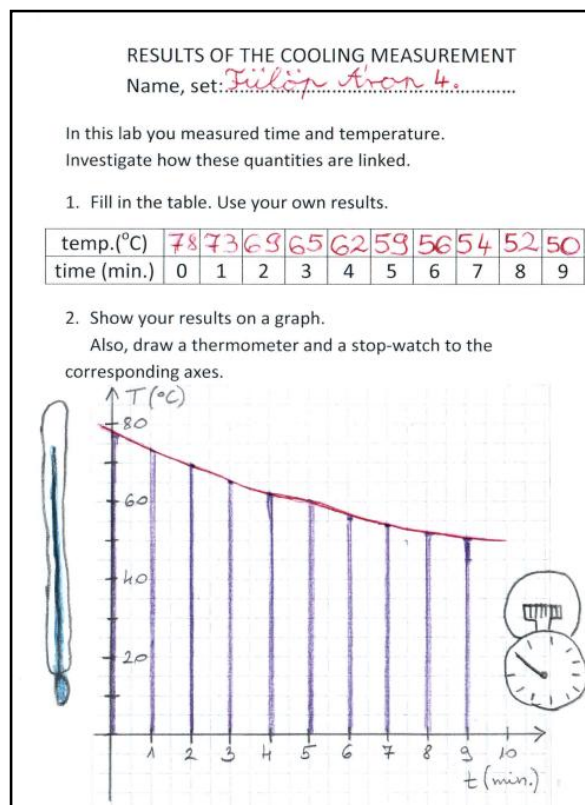 RESULTS OF THE COOLING MEASUREMENT
Name, set: Fülöp Áron 4.
In this lab you measured time and temperature.
Investigate how these quantities are linked.
1. Fill in the table. Use your own results.
temp.(°C) 78 73 69 65 62 59 56 54 52 50
time (min.) 0 1 2 3 4 5 6 7 8 9
2. Show your results on a graph.
Also, draw a thermometer and a stop-watch to the
corresponding axes.
T (°C)
80
60
40
20
1 2 3 4 5 6 7 8 9 10
t (min.)